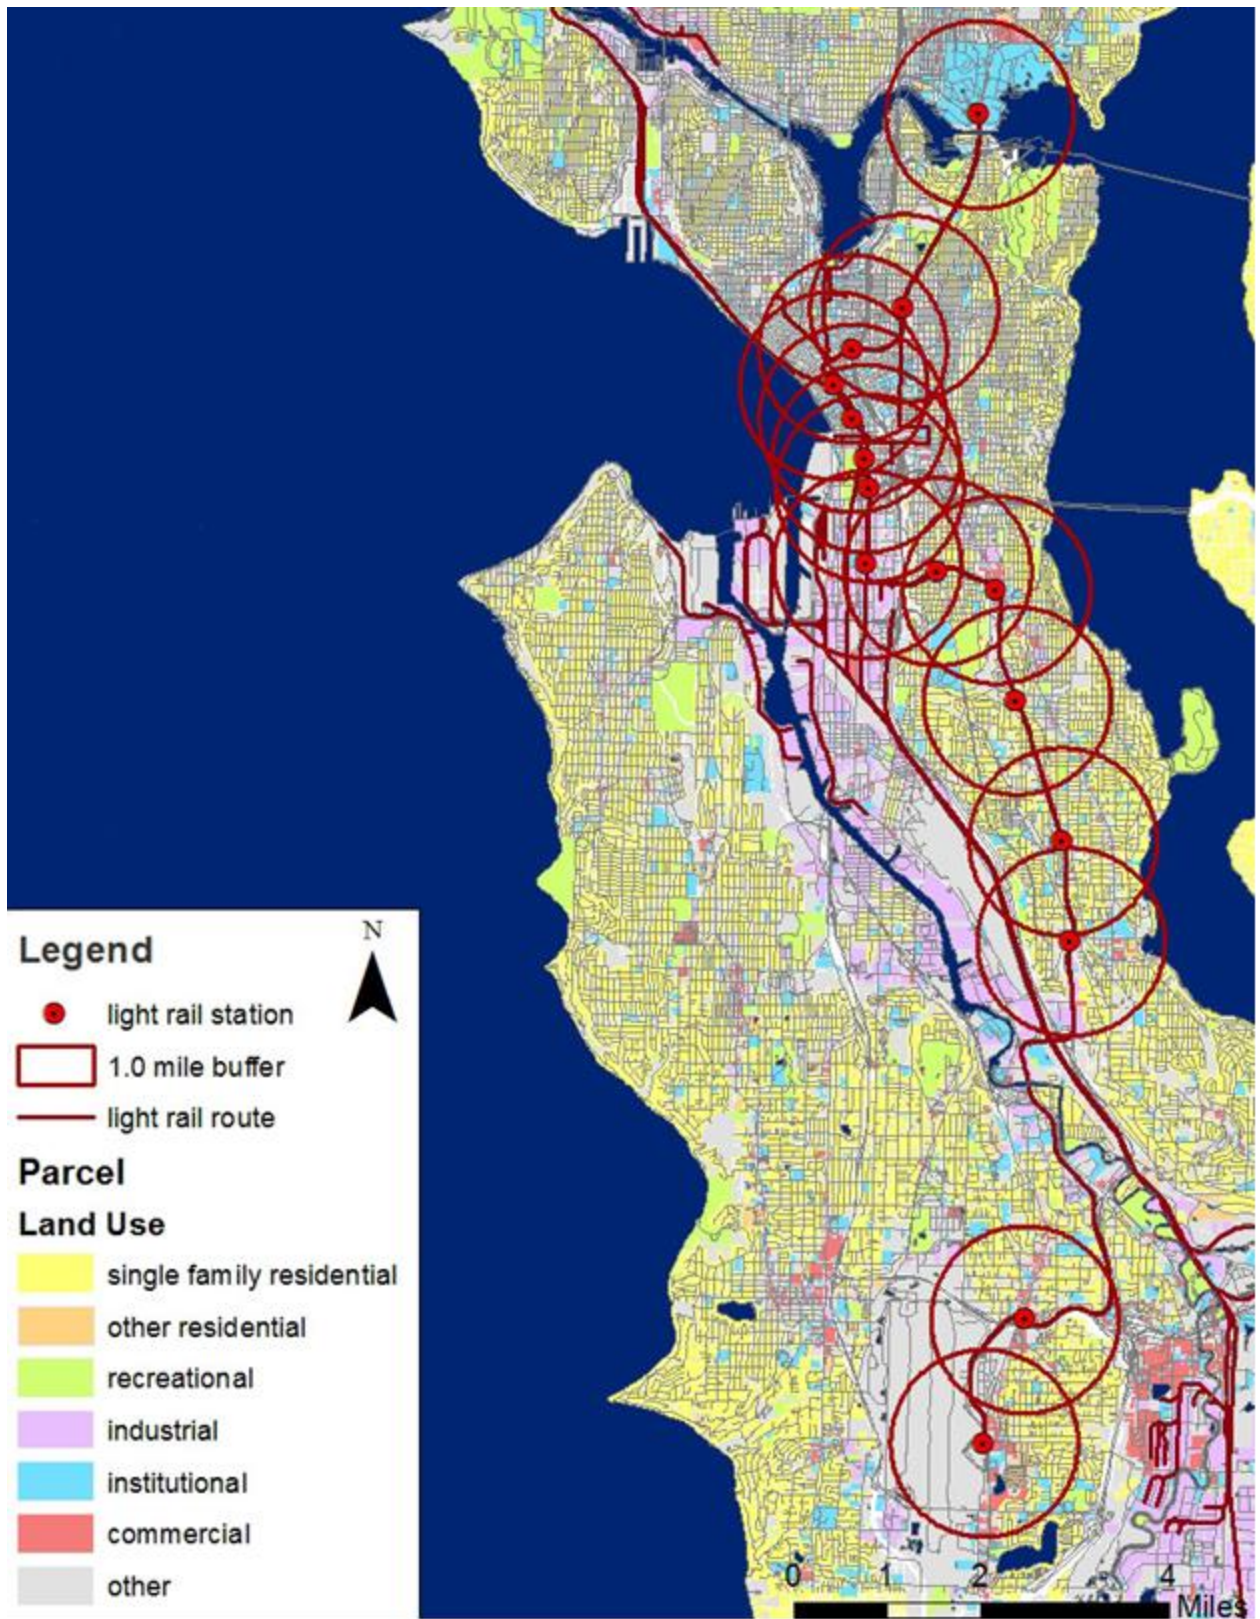 Legend
N
light rail station
1.0 mile buffer
light rail route
Parcel
Land Use
single family residential
other residential
recreational
industrial
institutional
commercial
other
0 1 2 4
Miles